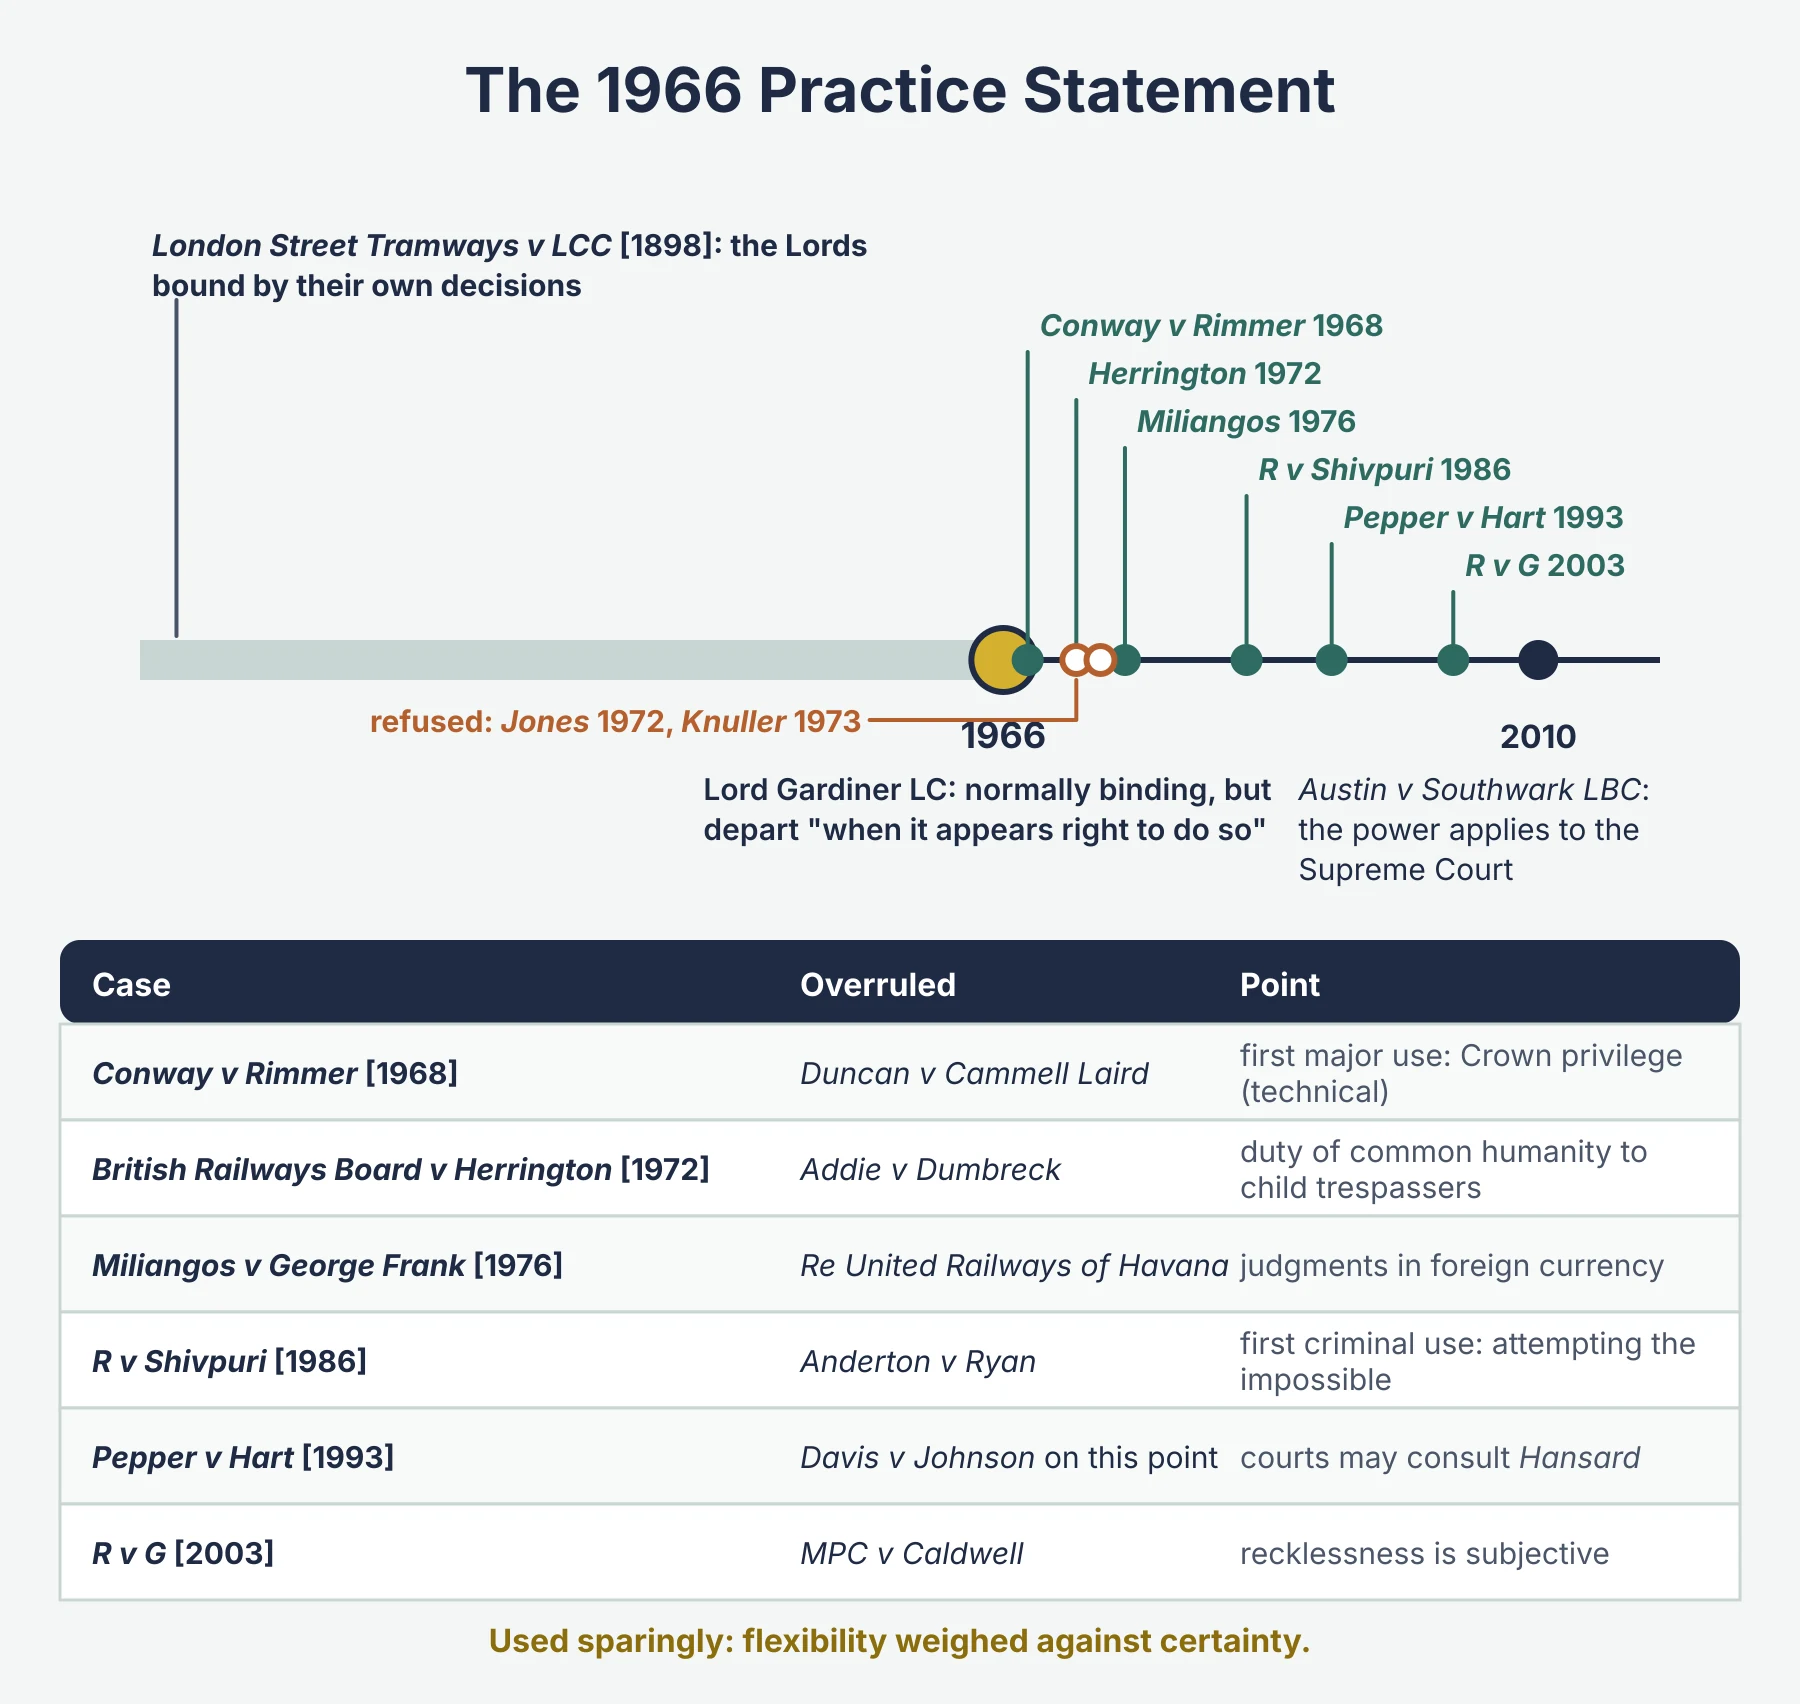 The 1966 Practice Statement
London Street Tramways v LCC [1898]: the Lords
bound by their own decisions
Conway v Rimmer 1968
Herrington 1972
Miliangos 1976
R v Shivpuri 1986
Pepper v Hart 1993
R v G 2003
refused: Jones 1972, Knuller 1973
1966
2010
Lord Gardiner LC: normally binding, but
depart "when it appears right to do so"
Austin v Southwark LBC:
the power applies to the
Supreme Court
Case Overruled Point
Conway v Rimmer [1968] Duncan v Cammell Laird first major use: Crown privilege
(technical)
British Railways Board v Herrington [1972] Addie v Dumbreck duty of common humanity to
child trespassers
Miliangos v George Frank [1976] Re United Railways of Havana judgments in foreign currency
R v Shivpuri [1986] Anderton v Ryan first criminal use: attempting the
impossible
Pepper v Hart [1993] Davis v Johnson on this point courts may consult Hansard
R v G [2003] MPC v Caldwell recklessness is subjective
Used sparingly: flexibility weighed against certainty.